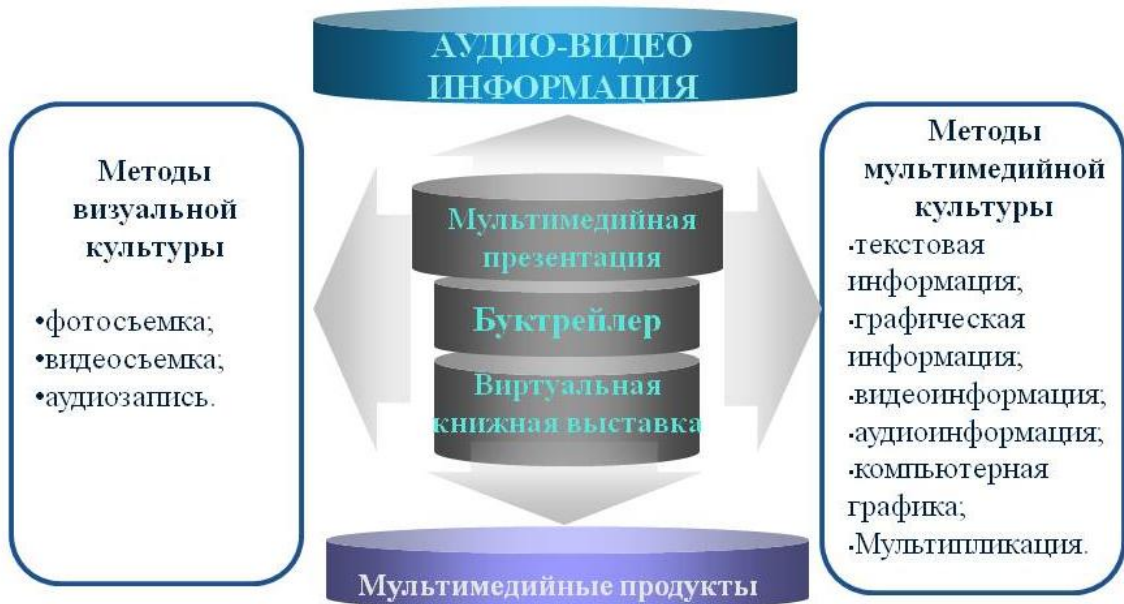 АУДИО-ВИДЕО
ИНФОРМАЦИЯ
Методы
визуальной
культуры
•фотосъемка;
•видеосъемка;
•аудиозапись.
Мультимедийная
презентация
Буктрейлер
Виртуальная
книжная выставка
Методы
мультимедийной
культуры
•текстовая
информация;
•графическая
информация;
•видеоинформация;
•аудиоинформация;
•компьютерная
графика;
•Мультипликация.
Мультимедийные продукты